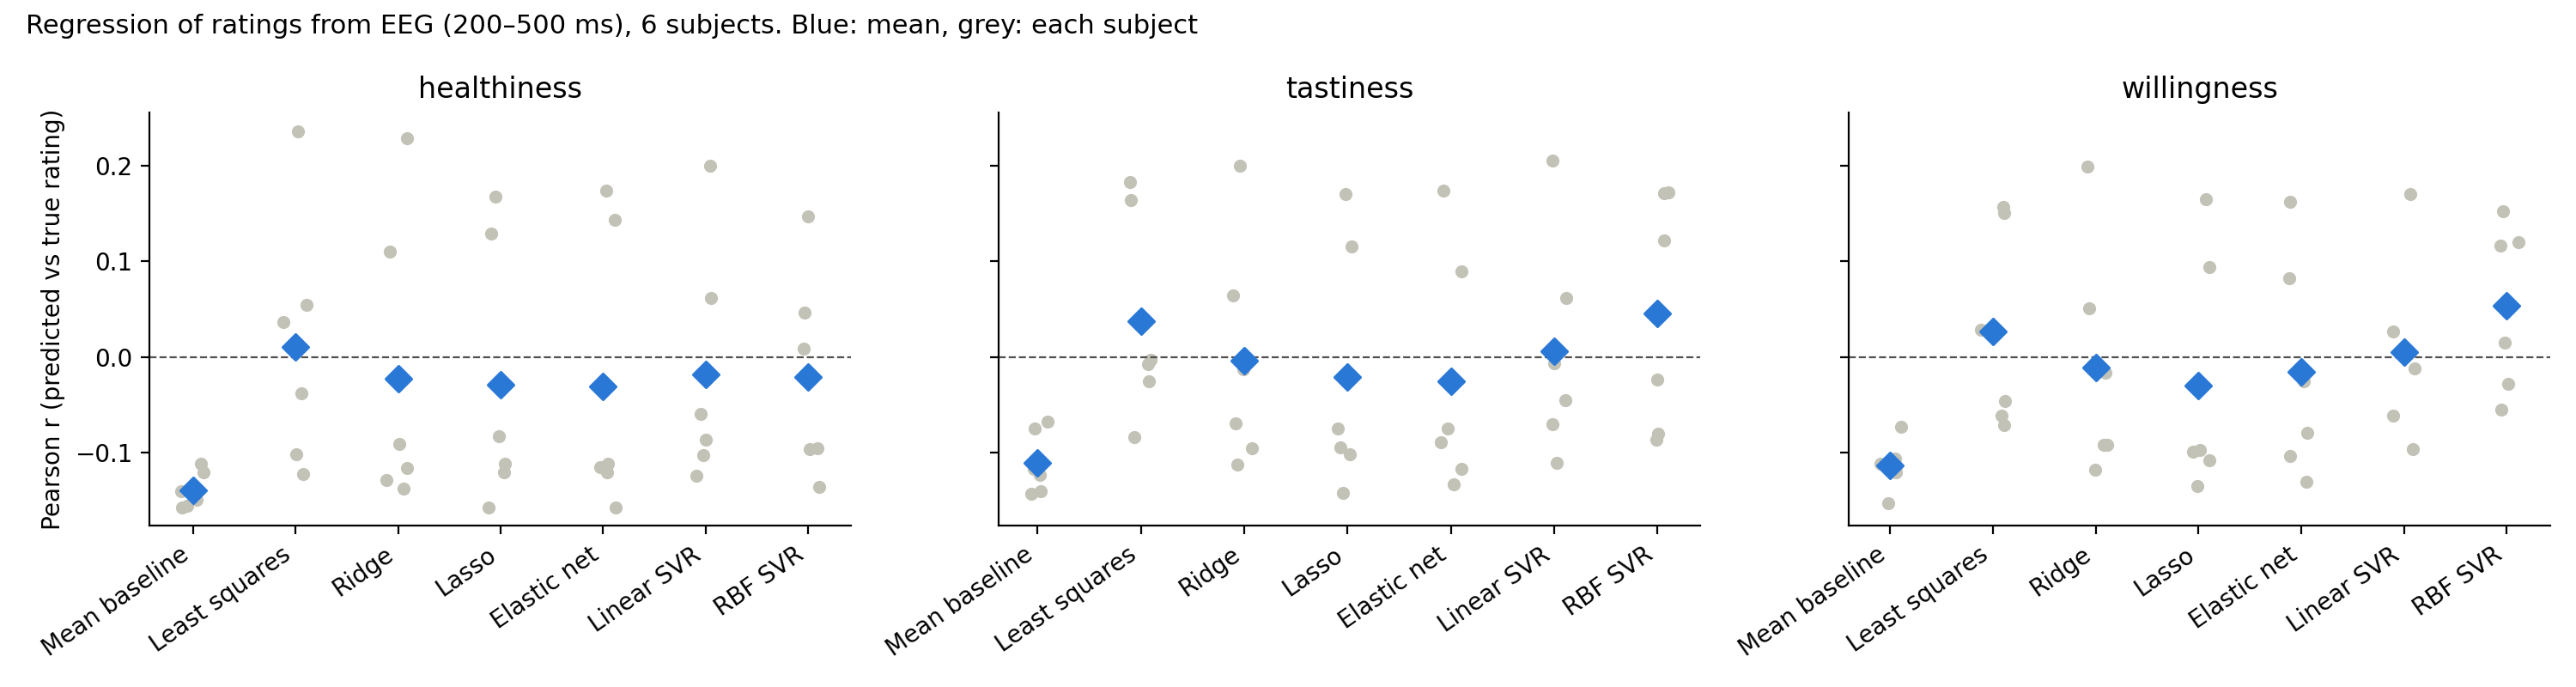 Regression of ratings from EEG (200–500 ms), 6 subjects. Blue: mean, grey: each subject
healthiness
tastiness
willingness
Pearson r (predicted vs true rating)
0.2
0.1
0.0
−0.1
Mean baseline
Least squares
Ridge
Lasso
Elastic net
Linear SVR
RBF SVR
Mean baseline
Least squares
Ridge
Lasso
Elastic net
Linear SVR
RBF SVR
Mean baseline
Least squares
Ridge
Lasso
Elastic net
Linear SVR
RBF SVR